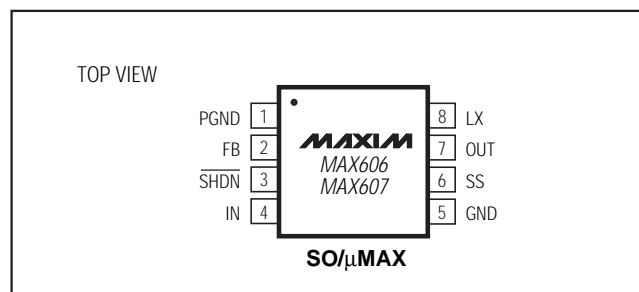 TOP VIEW
PGND 1
FB 2
SHDN 3
IN 4
MAXIM
MAX606
MAX607
8 LX
7 OUT
6 SS
5 GND
SO/µMAX